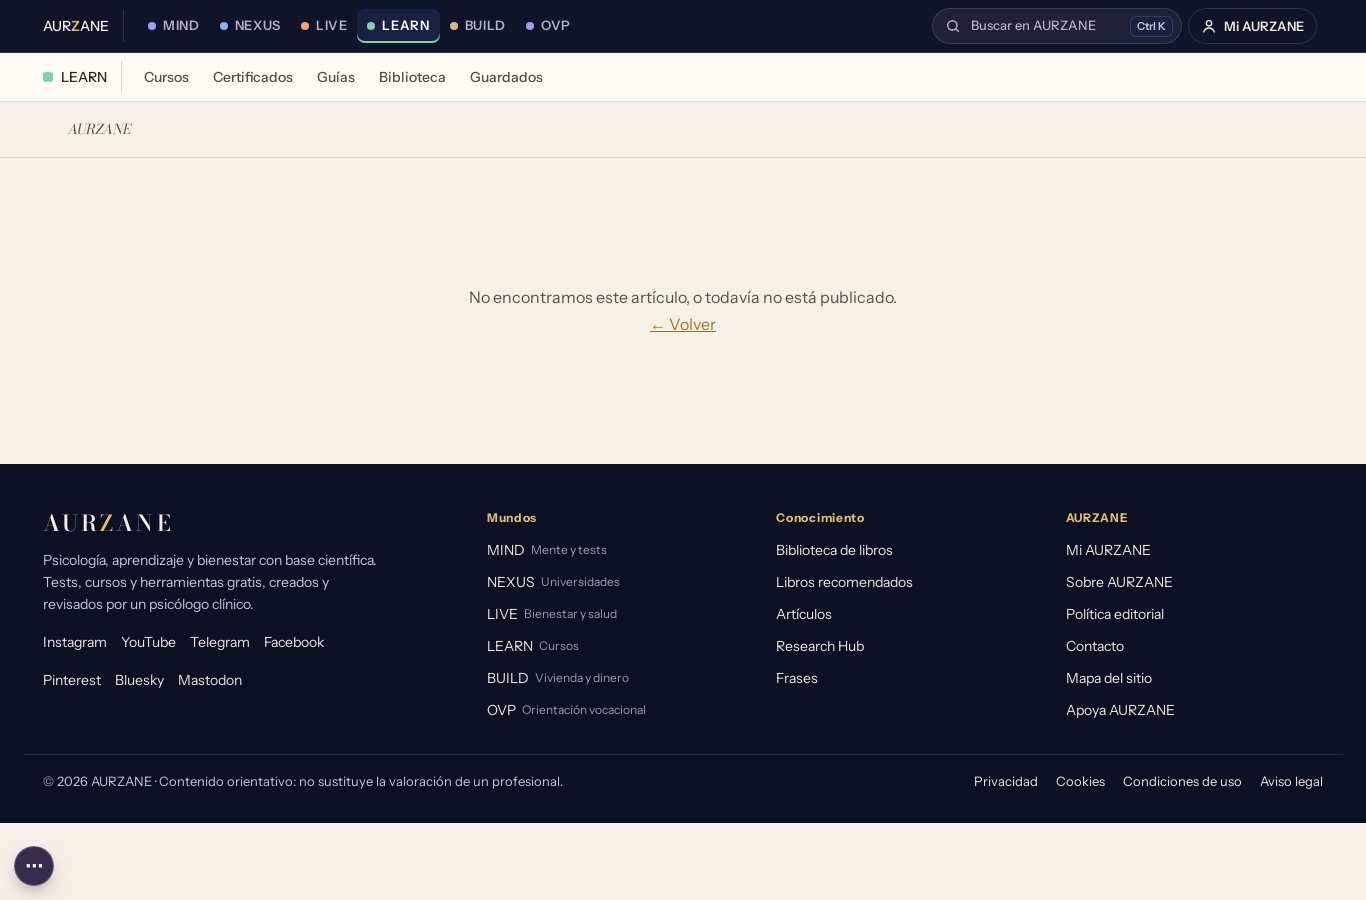 AURZANE
MIND
NEXUS
LIVE
LEARN
BUILD
OVP
Buscar en AURZANE
Ctrl K
Mi AURZANE
LEARN
Cursos
Certificados
Guías
Biblioteca
Guardados
AURZANE
No encontramos este artículo, o todavía no está publicado.
← Volver
AURZANE
Psicología, aprendizaje y bienestar con base científica.
Tests, cursos y herramientas gratis, creados y
revisados por un psicólogo clínico.
Instagram YouTube Telegram Facebook
Pinterest Bluesky Mastodon
Mundos
MIND Mente y tests
NEXUS Universidades
LIVE Bienestar y salud
LEARN Cursos
BUILD Vivienda y dinero
OVP Orientación vocacional
Conocimiento
Biblioteca de libros
Libros recomendados
Artículos
Research Hub
Frases
AURZANE
Mi AURZANE
Sobre AURZANE
Política editorial
Contacto
Mapa del sitio
Apoya AURZANE
© 2026 AURZANE · Contenido orientativo: no sustituye la valoración de un profesional.
Privacidad Cookies Condiciones de uso Aviso legal